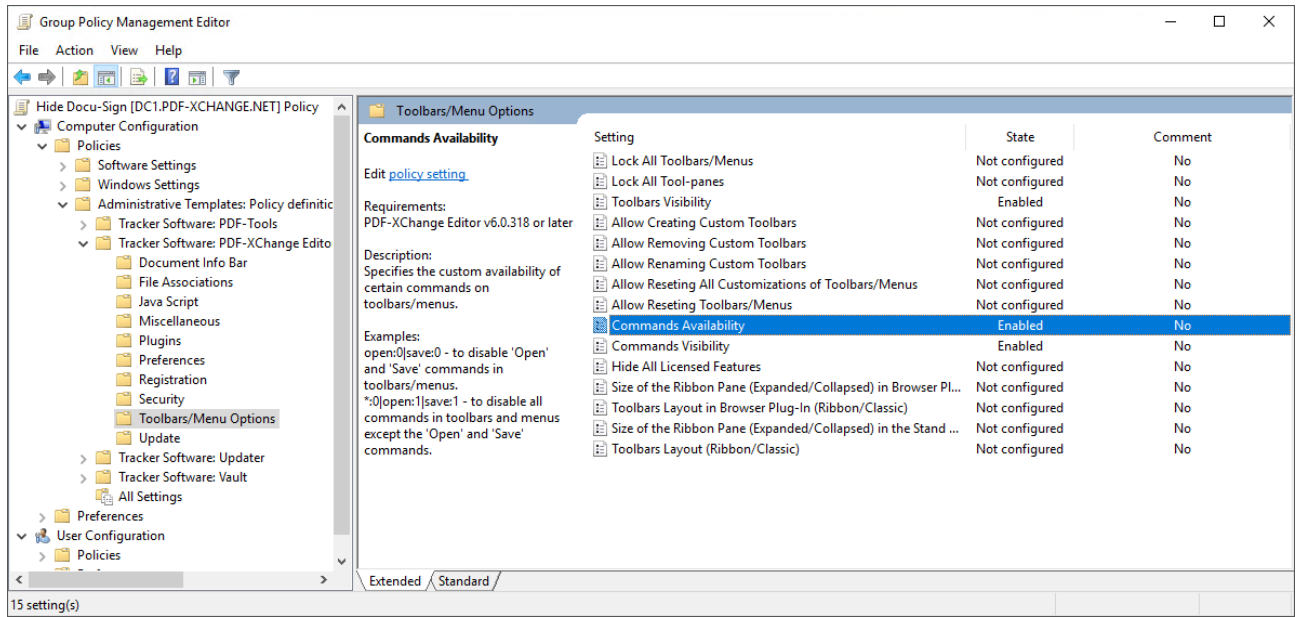 Group Policy Management Editor
File Action View Help
Hide Docu-Sign [DC1.PDF-XCHANGE.NET] Policy
Computer Configuration
Policies
Software Settings
Windows Settings
Administrative Templates: Policy definitic
Tracker Software: PDF-Tools
Tracker Software: PDF-XChange Edito
Document Info Bar
File Associations
Java Script
Miscellaneous
Plugins
Preferences
Registration
Security
Toolbars/Menu Options
Update
Tracker Software: Updater
Tracker Software: Vault
All Settings
Preferences
User Configuration
Policies
Toolbars/Menu Options
Commands Availability
Edit policy setting
Requirements:
PDF-XChange Editor v6.0.318 or later
Description:
Specifies the custom availability of
certain commands on
toolbars/menus.
Examples:
open:0|save:0 - to disable 'Open'
and 'Save' commands in
toolbars/menus.
*:0|open:1|save:1 - to disable all
commands in toolbars and menus
except the 'Open' and 'Save'
commands.
Setting State Comment
Lock All Toolbars/Menus Not configured No
Lock All Tool-panes Not configured No
Toolbars Visibility Enabled No
Allow Creating Custom Toolbars Not configured No
Allow Removing Custom Toolbars Not configured No
Allow Renaming Custom Toolbars Not configured No
Allow Reseting All Customizations of Toolbars/Menus Not configured No
Allow Reseting Toolbars/Menus Not configured No
Commands Availability Enabled No
Commands Visibility Enabled No
Hide All Licensed Features Not configured No
Size of the Ribbon Pane (Expanded/Collapsed) in Browser Pl... Not configured No
Toolbars Layout in Browser Plug-In (Ribbon/Classic) Not configured No
Size of the Ribbon Pane (Expanded/Collapsed) in the Stand ... Not configured No
Toolbars Layout (Ribbon/Classic) Not configured No
Extended Standard
15 setting(s)